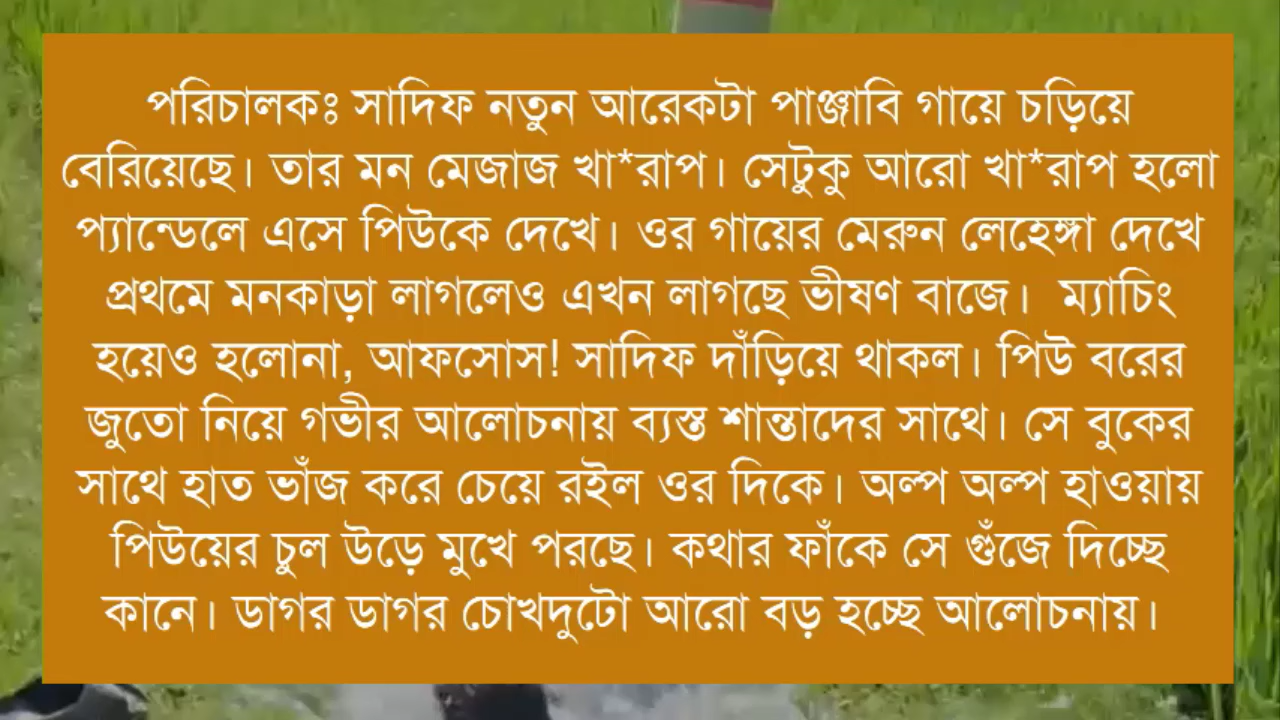 পরিচালকঃ সাদিফ নতুন আরেকটা পাঞ্জাবি গায়ে চড়িয়ে
বেরিয়েছে। তার মন মেজাজ খা*রাপ। সেটুকু আরো খা*রাপ হলো
প্যান্ডেলে এসে পিউকে দেখে। ওর গায়ের মেরুন লেহেঙ্গা দেখে
প্রথমে মনকাড়া লাগলেও এখন লাগছে ভীষণ বাজে। ম্যাচিং
হয়েও হলোনা, আফসোস! সাদিফ দাঁড়িয়ে থাকল। পিউ বরের
জুতো নিয়ে গভীর আলোচনায় ব্যস্ত শান্তাদের সাথে। সে বুকের
সাথে হাত ভাঁজ করে চেয়ে রইল ওর দিকে। অল্প অল্প হাওয়ায়
পিউয়ের চুল উড়ে মুখে পরছে। কথার ফাঁকে সে গুঁজে দিচ্ছে
কানে। ডাগর ডাগর চোখদুটো আরো বড় হচ্ছে আলোচনায়।